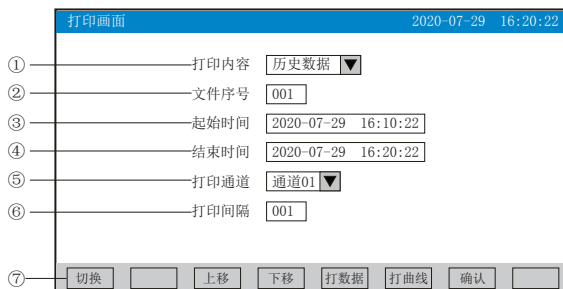 打印画面 2020-07-29 16:20:22
① 打印内容 历史数据
② 文件序号 001
③ 起始时间 2020-07-29 16:10:22
④ 结束时间 2020-07-29 16:20:22
⑤ 打印通道 通道01
⑥ 打印间隔 001
⑦ 切换 上移 下移 打数据 打曲线 确认